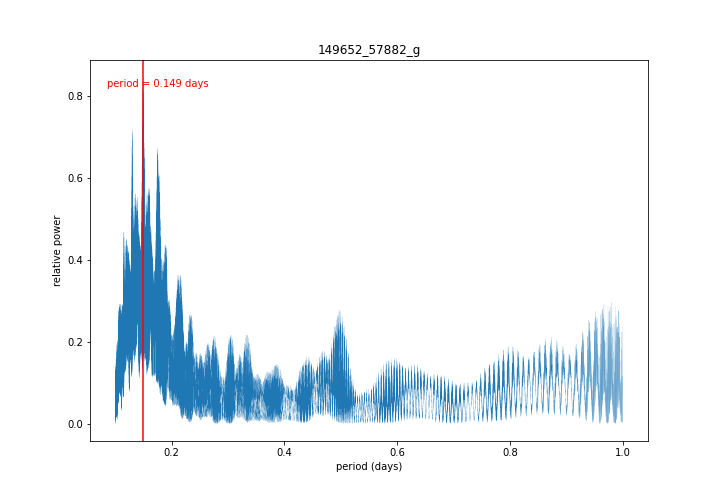 149652_57882_g
period = 0.149 days
0.8
0.6
0.4
0.2
0.0
relative power
0.2 0.4 0.6 0.8 1.0
period (days)